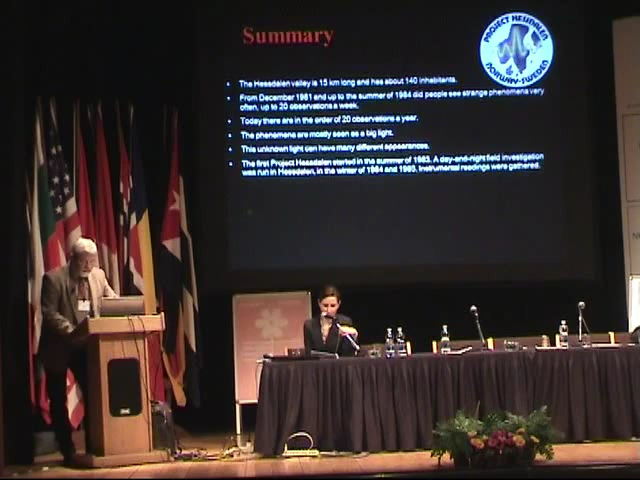 Summary
PROJECT HESSDALEN
NORWAY-SWEDEN
• The Hessdalen valley is 15 km long and has about 140 inhabitants.
• From December 1981 and up to the summer of 1984 did people see strange phenomena very
often, up to 20 observations a week.
• Today there are in the order of 20 observations a year.
• The phenomena are mostly seen as a big light.
• This unknown light can have many different appearances.
• The first Project Hessdalen started in the summer of 1983. A day-and-night field investigation
was run in Hessdalen, in the winter of 1984 and 1985. Instrumental readings were gathered.